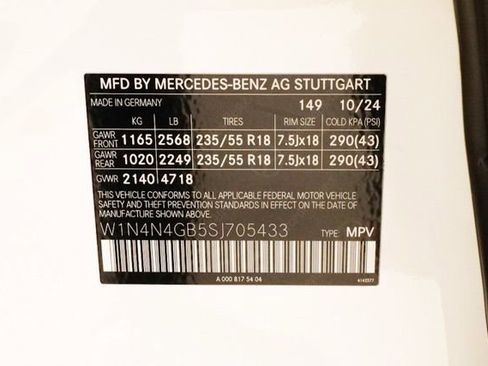 MFD BY MERCEDES-BENZ AG STUTTGART
MADE IN GERMANY 149 10/24
KG LB TIRES RIM SIZE COLD KPA (PSI)
GAWR FRONT 1165 2568 235/55 R18 7.5Jx18 290(43)
GAWR REAR 1020 2249 235/55 R18 7.5Jx18 290(43)
GVWR 2140 4718
THIS VEHICLE CONFORMS TO ALL APPLICABLE FEDERAL MOTOR VEHICLE
SAFETY AND THEFT PREVENTION STANDARDS IN EFFECT ON THE DATE
OF MANUFACTURE SHOWN ABOVE.
W1N4N4GB5SJ705433 TYPE: MPV
A 000 817 54 04